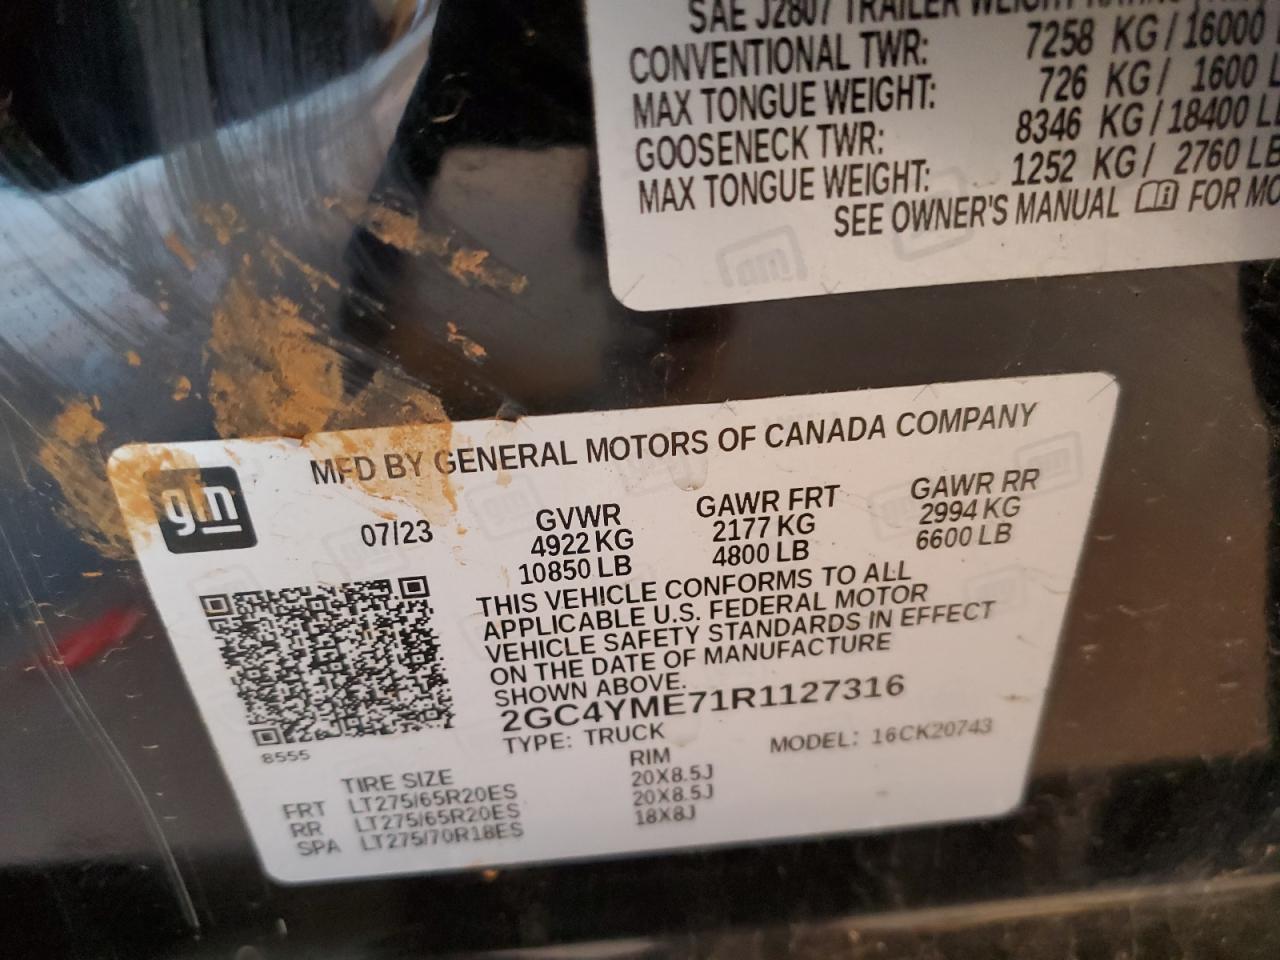 SAE J2807 TRAILER WEIGHT
CONVENTIONAL TWR: 7258 KG / 16000
MAX TONGUE WEIGHT: 726 KG / 1600 L
GOOSENECK TWR: 8346 KG / 18400 LB
MAX TONGUE WEIGHT: 1252 KG / 2760 LB
SEE OWNER'S MANUAL FOR MO
MFD BY GENERAL MOTORS OF CANADA COMPANY
gm
07/23
GVWR GAWR FRT GAWR RR
4922 KG 2177 KG 2994 KG
10850 LB 4800 LB 6600 LB
THIS VEHICLE CONFORMS TO ALL
APPLICABLE U.S. FEDERAL MOTOR
VEHICLE SAFETY STANDARDS IN EFFECT
ON THE DATE OF MANUFACTURE
SHOWN ABOVE.
2GC4YME71R1127316
8555
TYPE: TRUCK MODEL: 16CK20743
TIRE SIZE RIM
FRT LT275/65R20ES 20X8.5J
RR LT275/65R20ES 20X8.5J
SPA LT275/70R18ES 18X8J